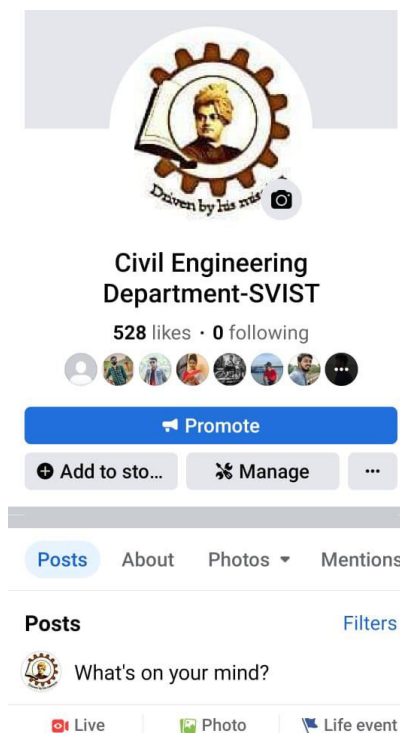 Driven by his mis
Civil Engineering
Department-SVIST
528 likes · 0 following
Promote
Add to sto... Manage ...
Posts About Photos Mentions
Posts Filters
What's on your mind?
Live Photo Life event